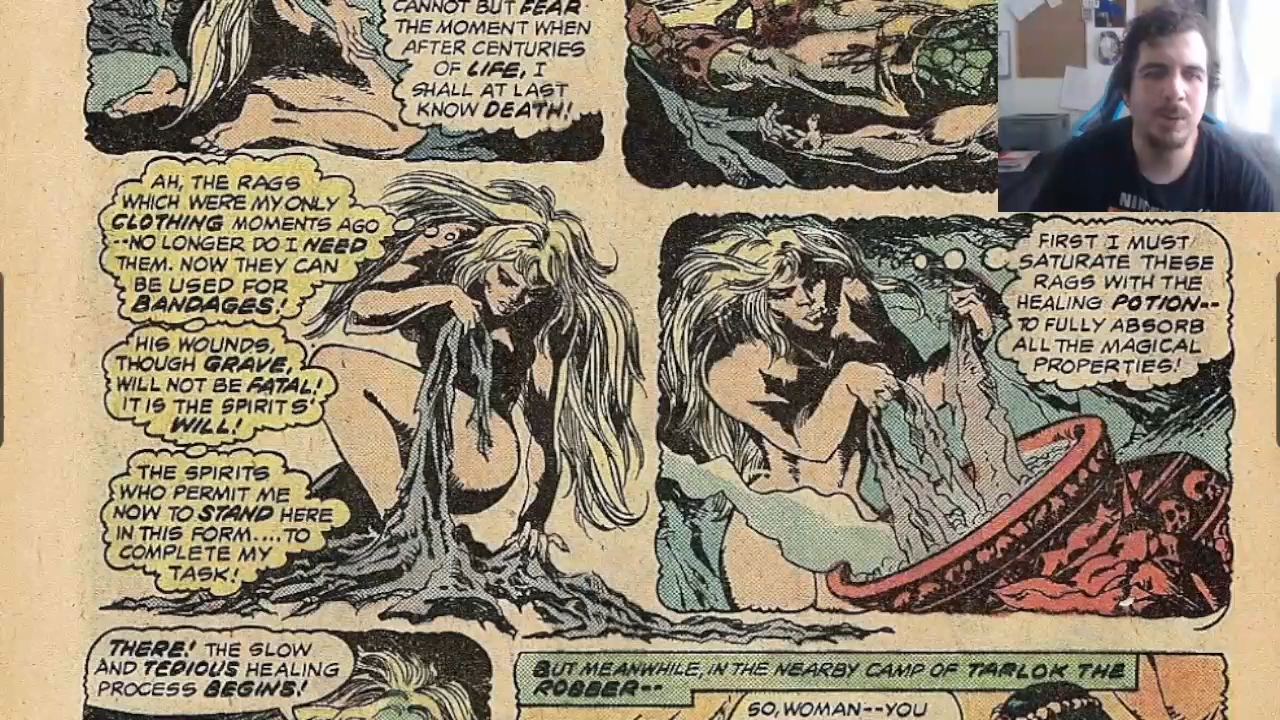 CANNOT BUT FEAR
THE MOMENT WHEN
AFTER CENTURIES
OF LIFE, I
SHALL AT LAST
KNOW DEATH!
AH, THE RAGS
WHICH WERE MY ONLY
CLOTHING MOMENTS AGO
--NO LONGER DO I NEED
THEM. NOW THEY CAN
BE USED FOR
BANDAGES!
HIS WOUNDS,
THOUGH GRAVE,
WILL NOT BE FATAL!
IT IS THE SPIRITS'
WILL!
THE SPIRITS
WHO PERMIT ME
NOW TO STAND HERE
IN THIS FORM....TO
COMPLETE MY
TASK!
FIRST I MUST
SATURATE THESE
RAGS WITH THE
HEALING POTION--
TO FULLY ABSORB
ALL THE MAGICAL
PROPERTIES!
THERE! THE SLOW
AND TEDIOUS HEALING
PROCESS BEGINS!
BUT MEANWHILE, IN THE NEARBY CAMP OF TARLOK THE
ROBBER--
SO, WOMAN--YOU